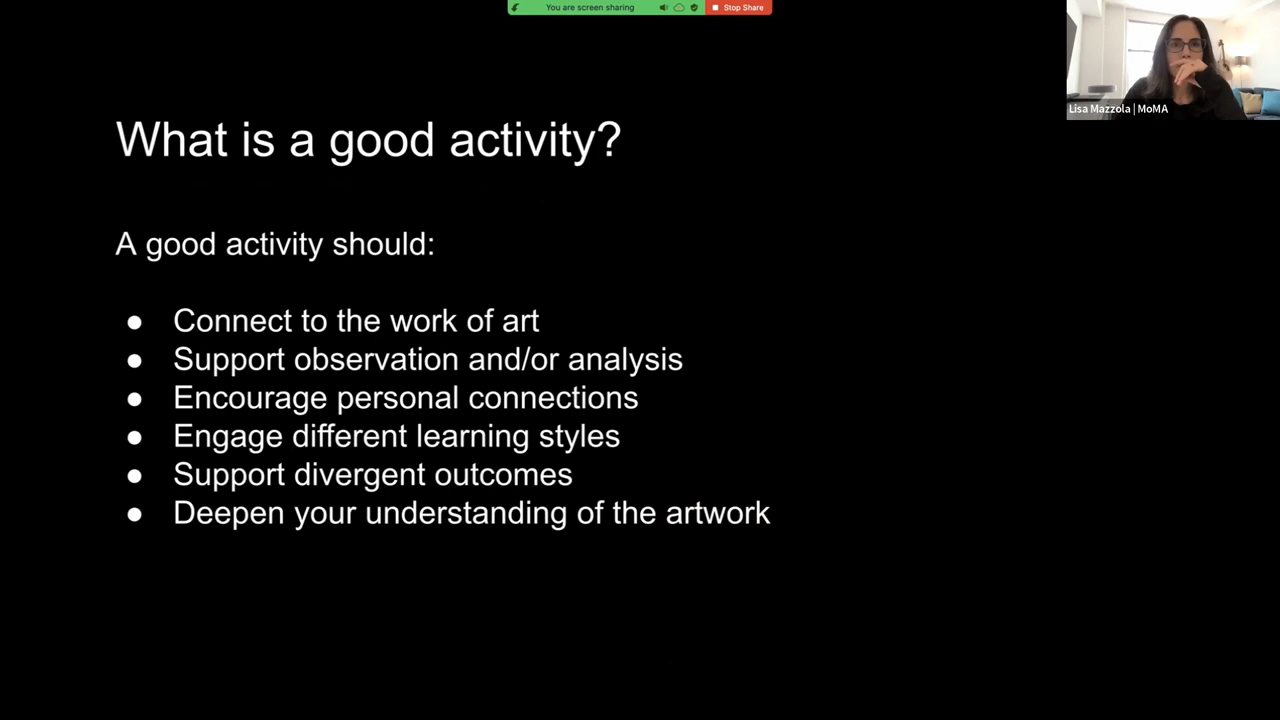 You are screen sharing
Stop Share
Lisa Mazzola | MoMA
What is a good activity?
A good activity should:
● Connect to the work of art
● Support observation and/or analysis
● Encourage personal connections
● Engage different learning styles
● Support divergent outcomes
● Deepen your understanding of the artwork